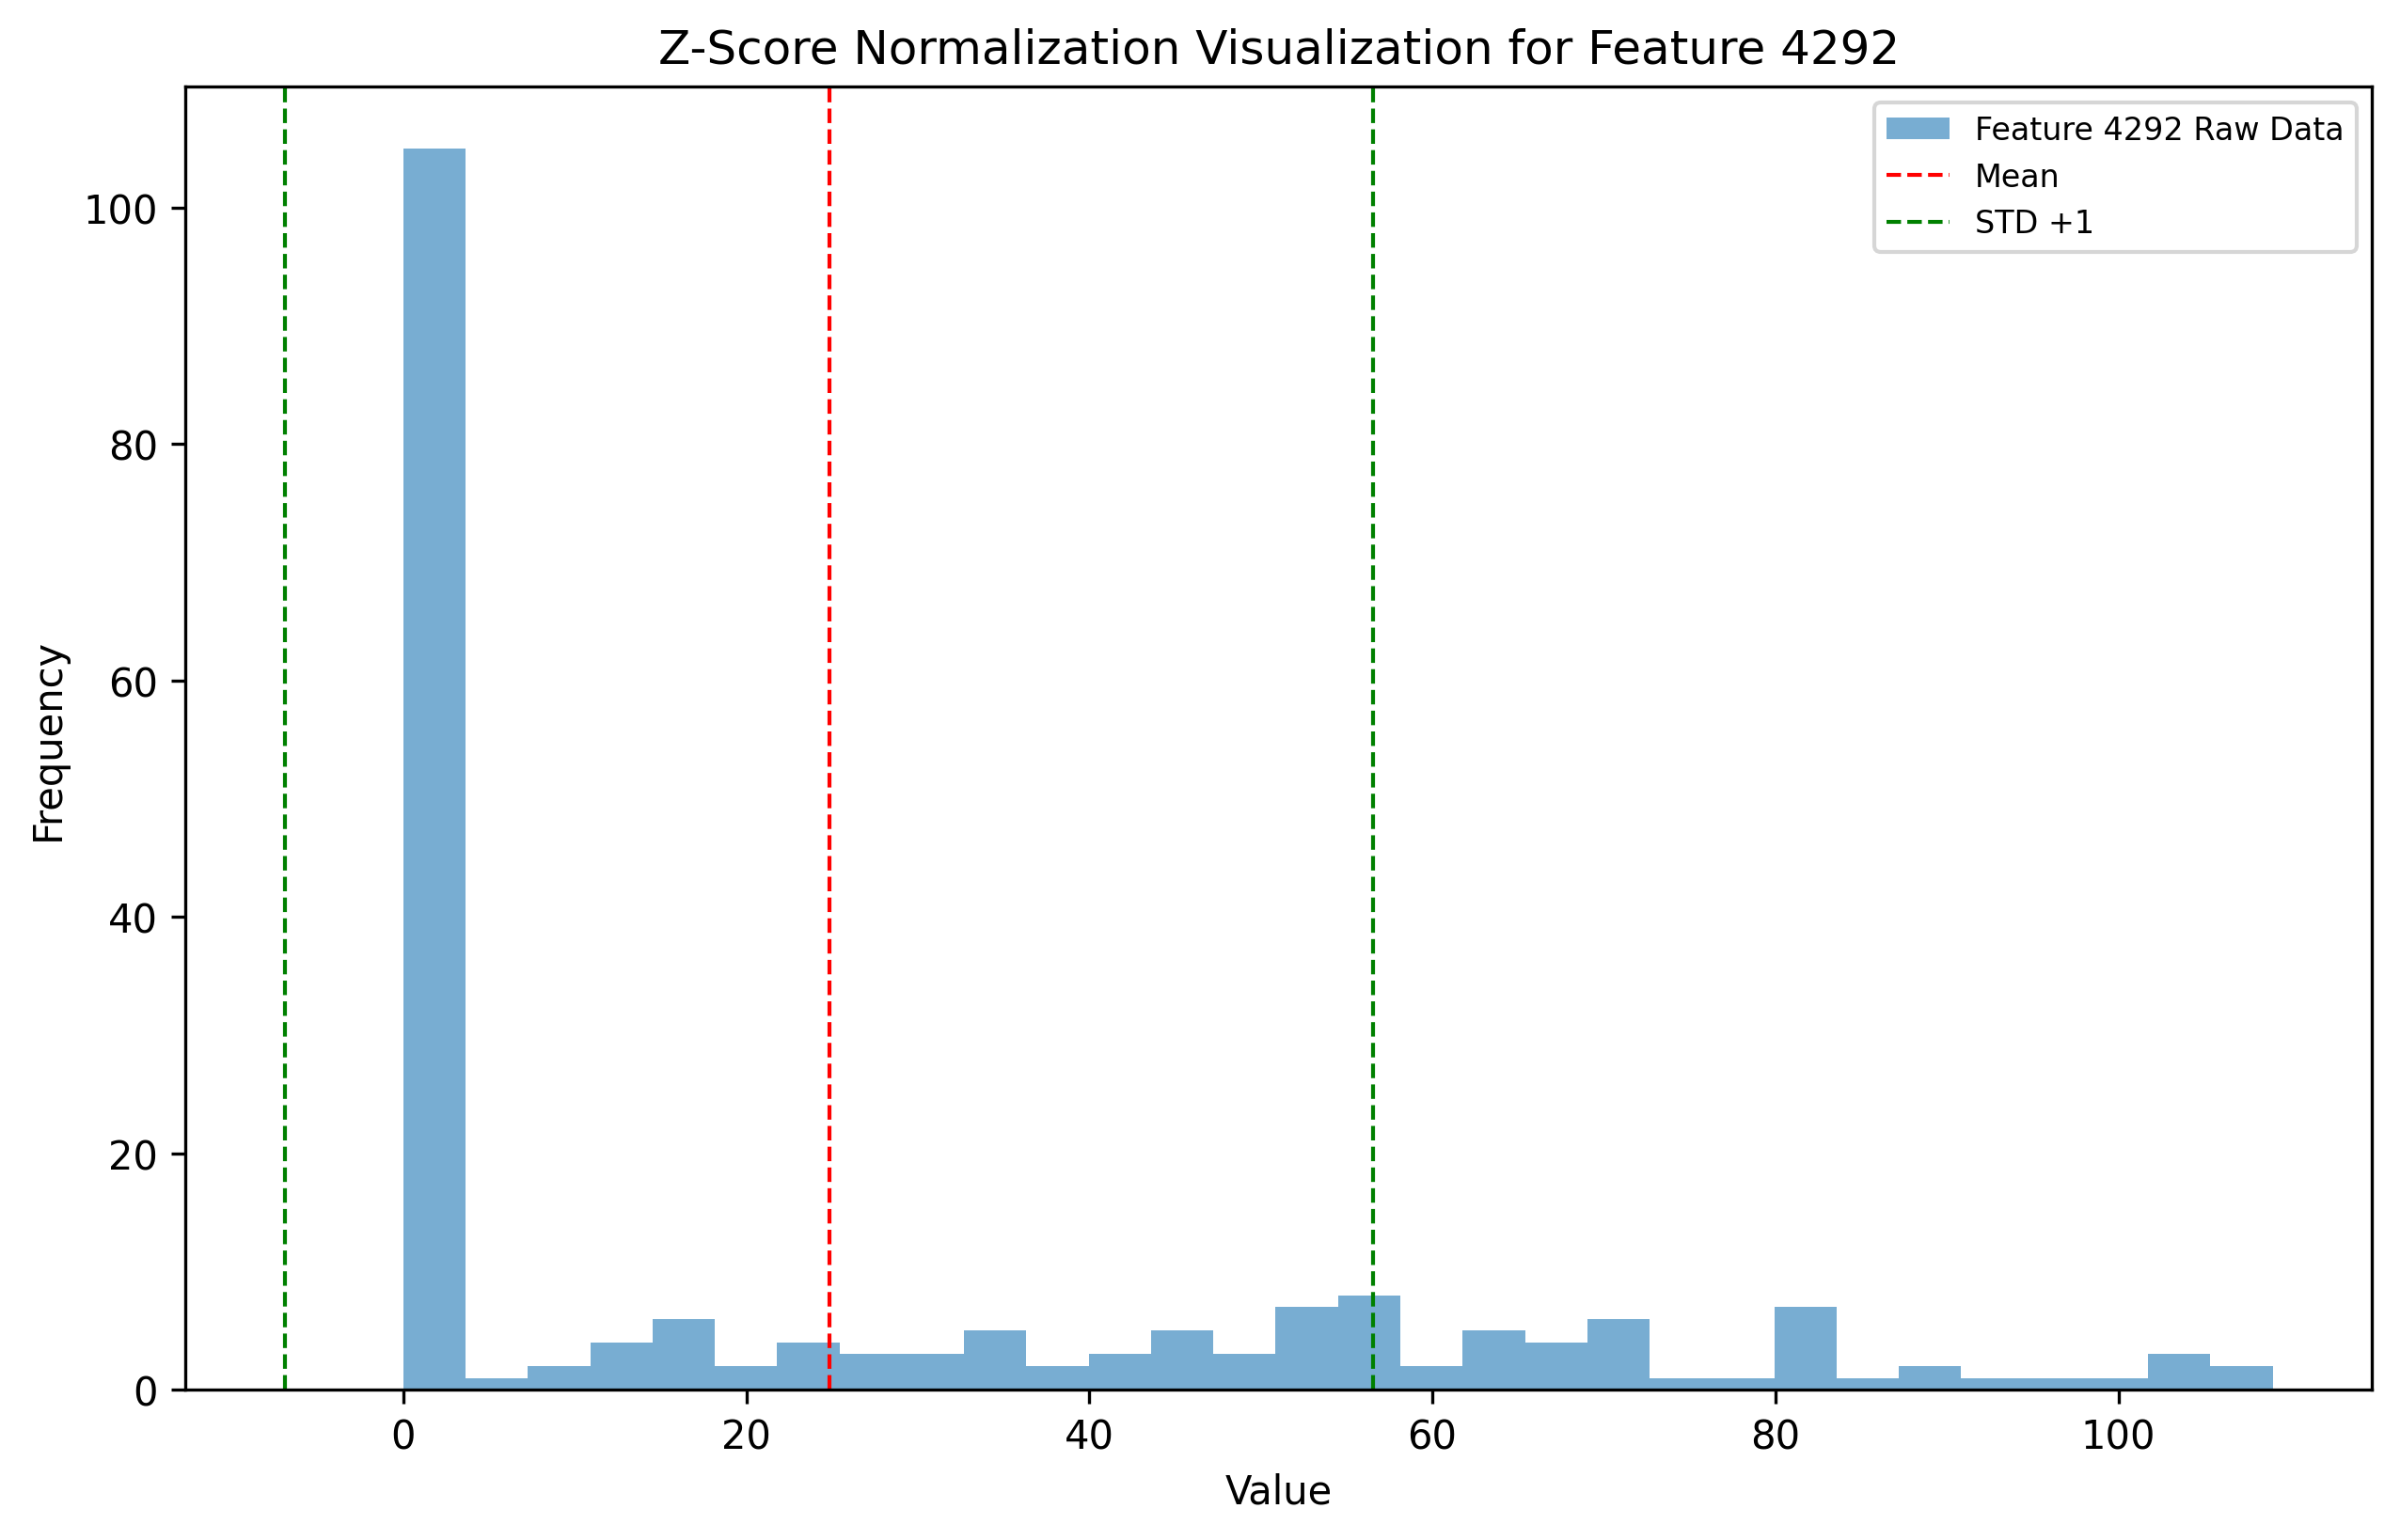 Z-Score Normalization Visualization for Feature 4292
Feature 4292 Raw Data
Mean
STD +1
100
80
60
40
20
0
Frequency
0 20 40 60 80 100
Value